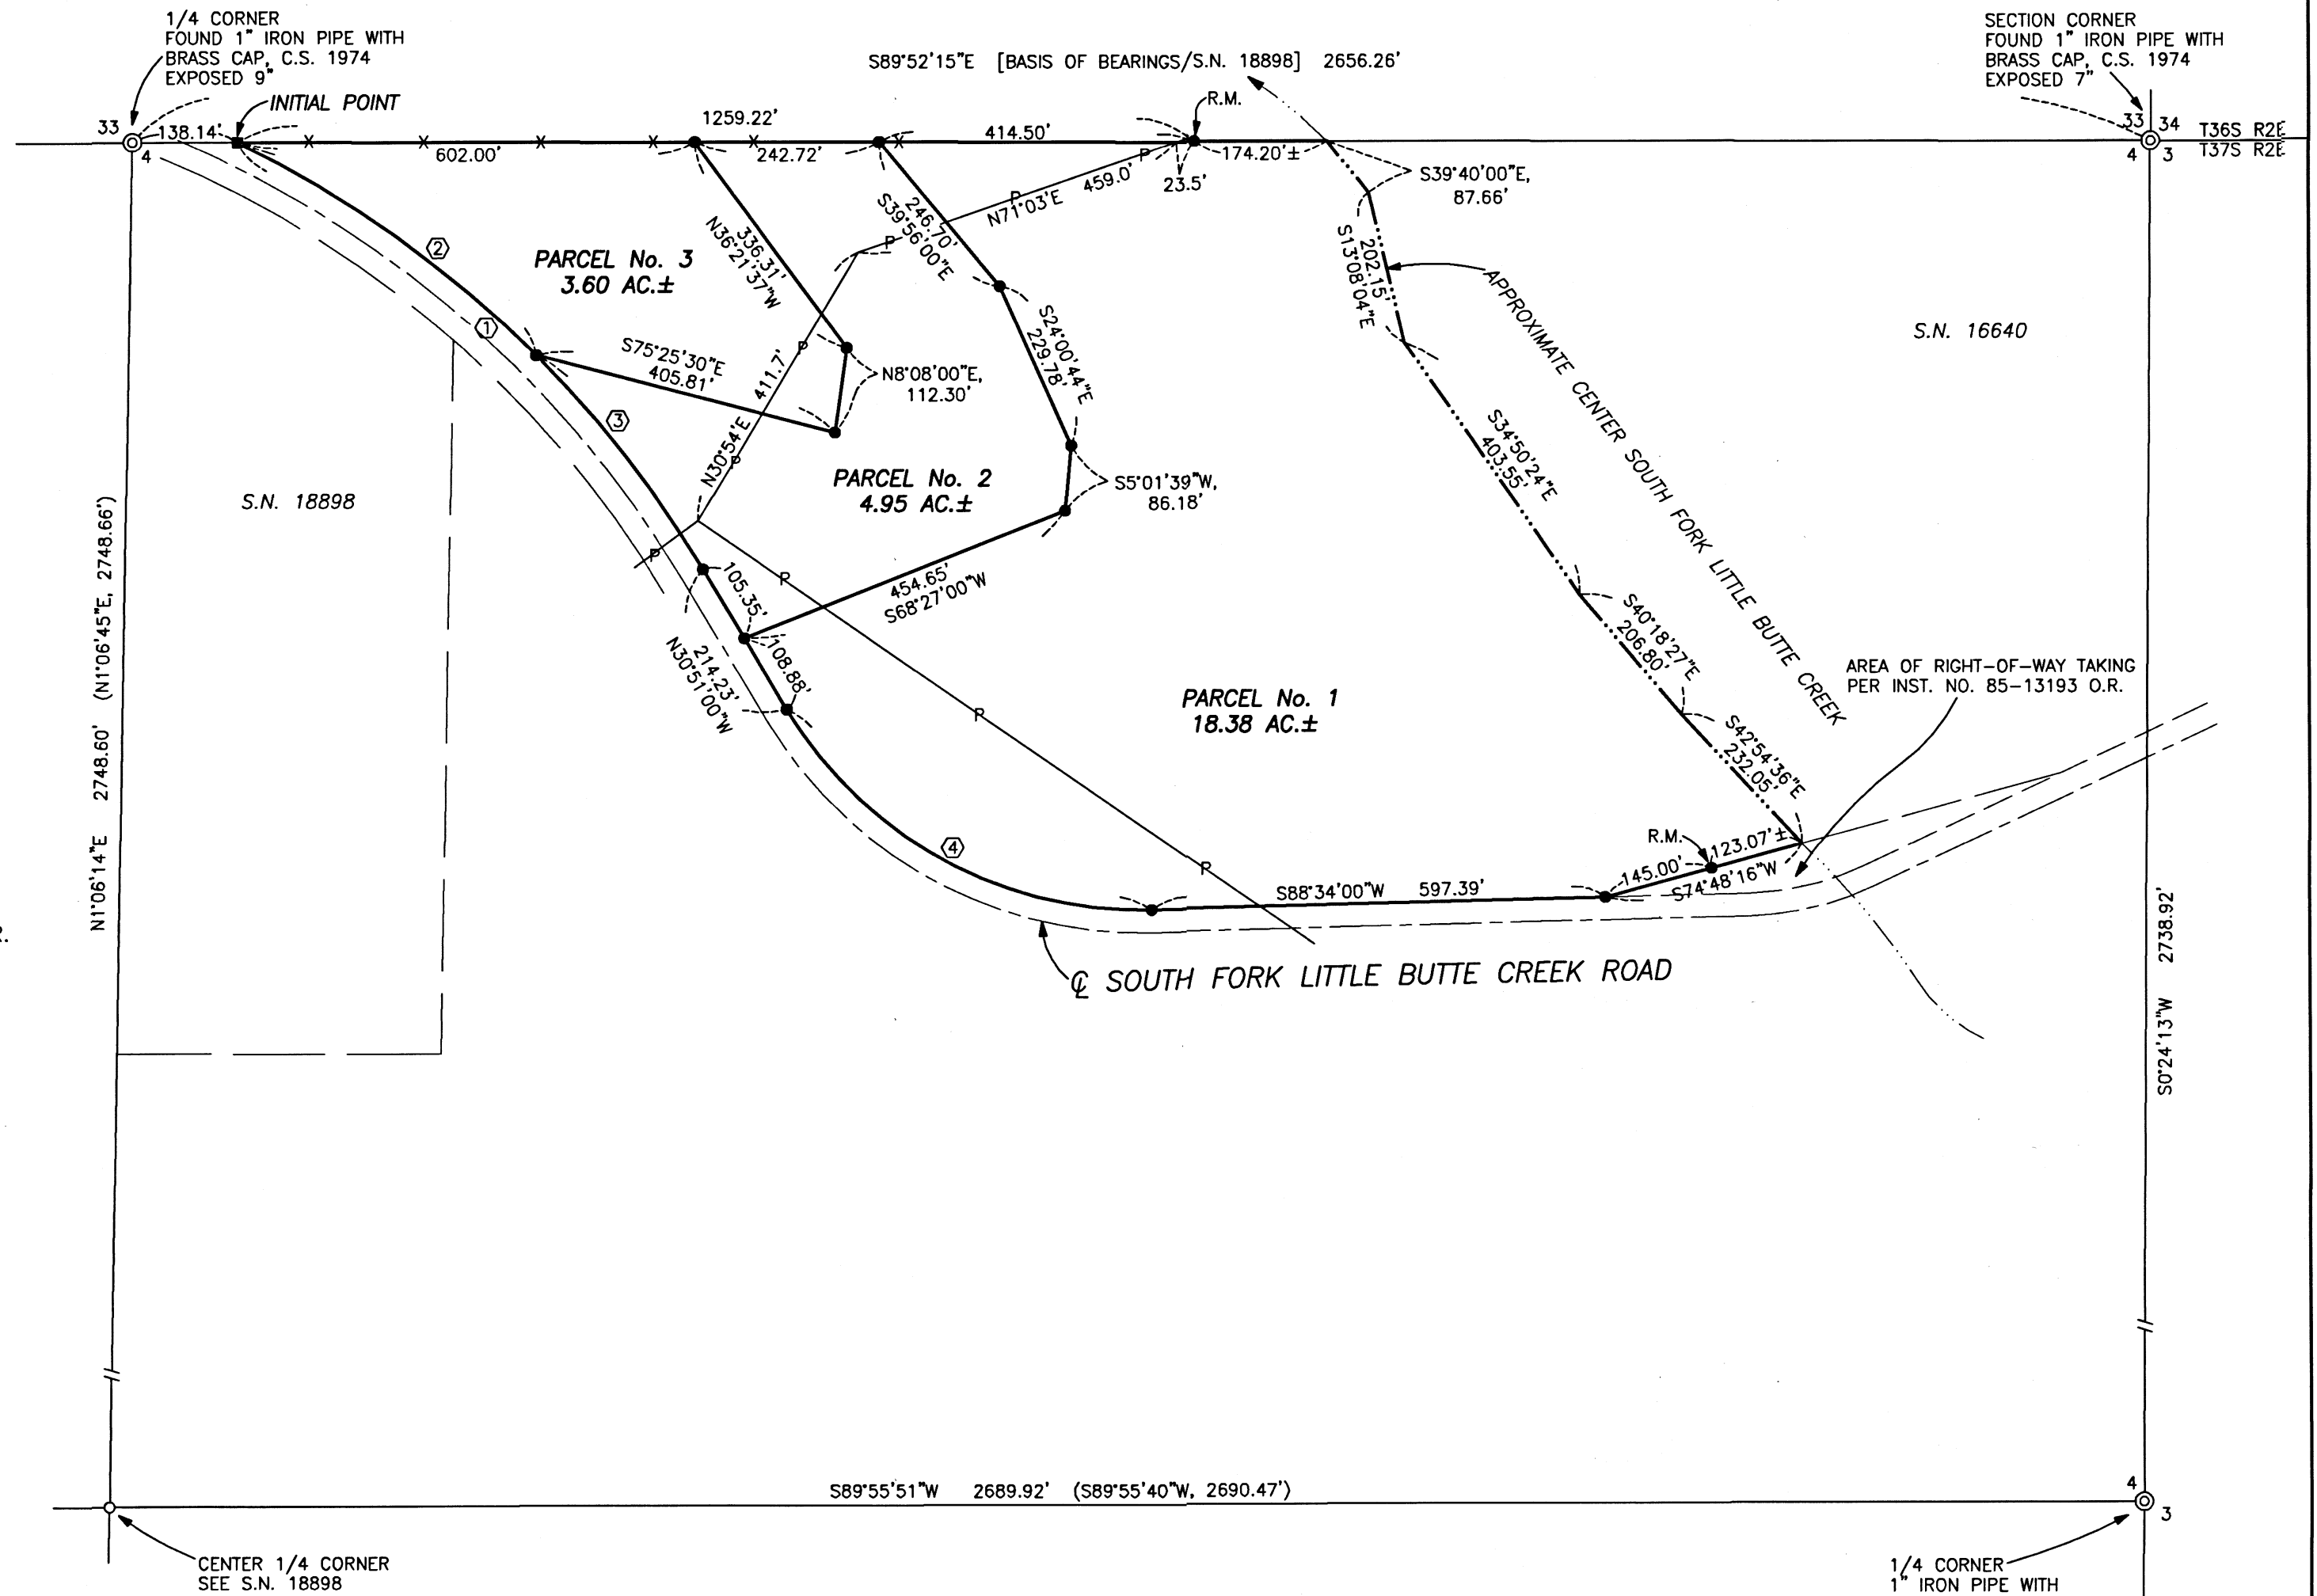 1/4 CORNER
FOUND 1" IRON PIPE WITH
BRASS CAP, C.S. 1974
EXPOSED 9"
INITIAL POINT
SECTION CORNER
FOUND 1" IRON PIPE WITH
BRASS CAP, C.S. 1974
EXPOSED 7"
S89°52'15"E [BASIS OF BEARINGS/S.N. 18898] 2656.26'
R.M.
33
4
138.14'
1259.22'
602.00'
242.72'
414.50'
174.20'±
23.5'
33 34
4 3
T36S R2E
T37S R2E
P
459.0'
N71°03'E
P
P
S39°40'00"E,
87.66'
246.70'
S39°56'00"E
336.31'
N36°21'37"W
202.15'
S13°08'04"E
2
PARCEL No. 3
3.60 AC.±
1
APPROXIMATE CENTER SOUTH FORK LITTLE BUTTE CREEK
S.N. 16640
S75°25'30"E
405.81'
411.7'
N30°54'E
P
P
N8°08'00"E,
112.30'
S24°00'44"E
229.78'
3
PARCEL No. 2
4.95 AC.±
S5°01'39"W,
86.18'
S34°50'24"E
403.55'
S.N. 18898
N1°06'14"E 2748.60' (N1°06'45"E, 2748.66')
P
P
105.35'
454.65'
S68°27'00"W
108.88'
214.23'
N30°51'00"W
S40°18'27"E
206.80'
AREA OF RIGHT-OF-WAY TAKING
PER INST. NO. 85-13193 O.R.
PARCEL No. 1
18.38 AC.±
P
S42°54'36"E
232.05'
4
P
R.M.
123.07'±
145.00'
S74°48'16"W
S88°34'00"W 597.39'
R.
S0°24'13"W 2738.92'
℄ SOUTH FORK LITTLE BUTTE CREEK ROAD
S89°55'51"W 2689.92' (S89°55'40"W, 2690.47')
4
3
CENTER 1/4 CORNER
SEE S.N. 18898
1/4 CORNER
1" IRON PIPE WITH